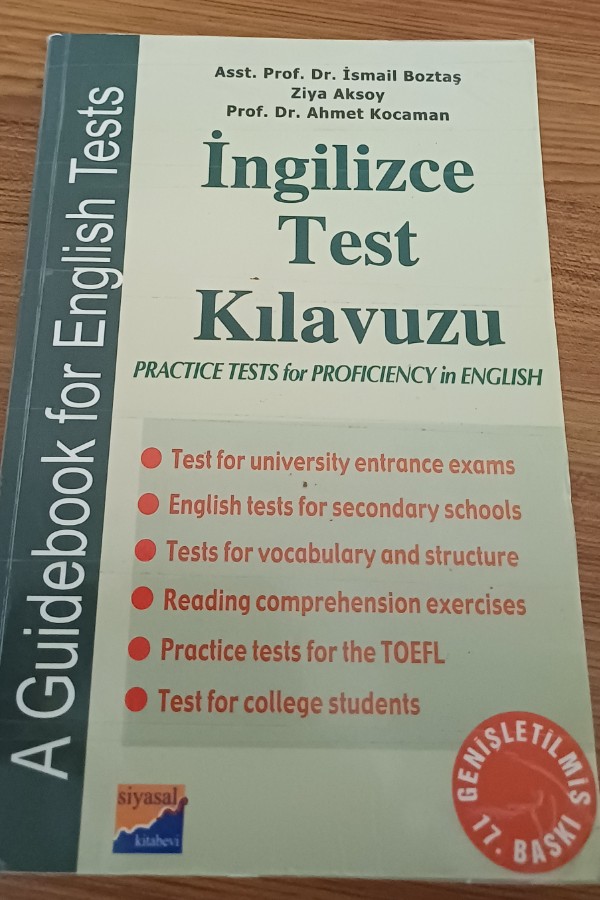 Asst. Prof. Dr. İsmail Boztaş
Ziya Aksoy
Prof. Dr. Ahmet Kocaman
İngilizce
Test
Kılavuzu
PRACTICE TESTS for PROFICIENCY in ENGLISH
A Guidebook for English Tests
Test for university entrance exams
English tests for secondary schools
Tests for vocabulary and structure
Reading comprehension exercises
Practice tests for the TOEFL
Test for college students
siyasal
kitabevi
GENİŞLETİLMİŞ
17. BASKI